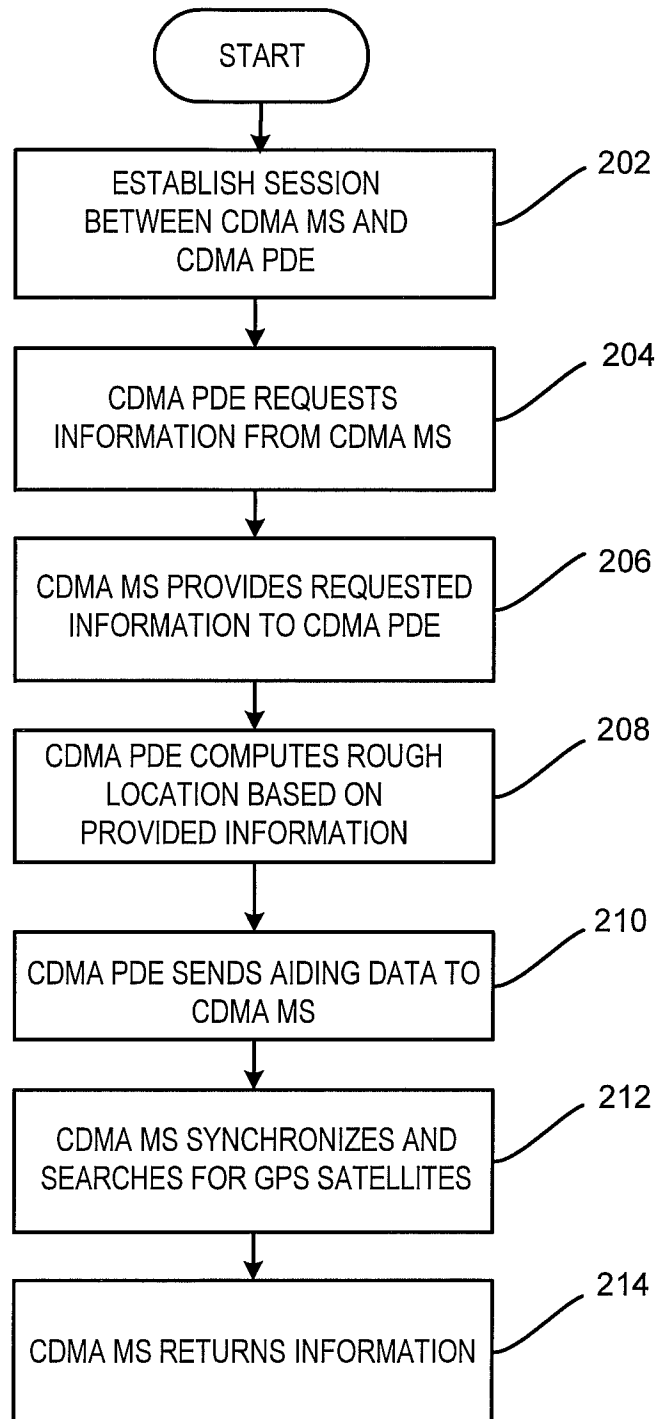 START
ESTABLISH SESSION
BETWEEN CDMA MS AND
CDMA PDE
202
CDMA PDE REQUESTS
INFORMATION FROM CDMA MS
204
CDMA MS PROVIDES REQUESTED
INFORMATION TO CDMA PDE
206
CDMA PDE COMPUTES ROUGH
LOCATION BASED ON
PROVIDED INFORMATION
208
CDMA PDE SENDS AIDING DATA TO
CDMA MS
210
CDMA MS SYNCHRONIZES AND
SEARCHES FOR GPS SATELLITES
212
CDMA MS RETURNS INFORMATION
214